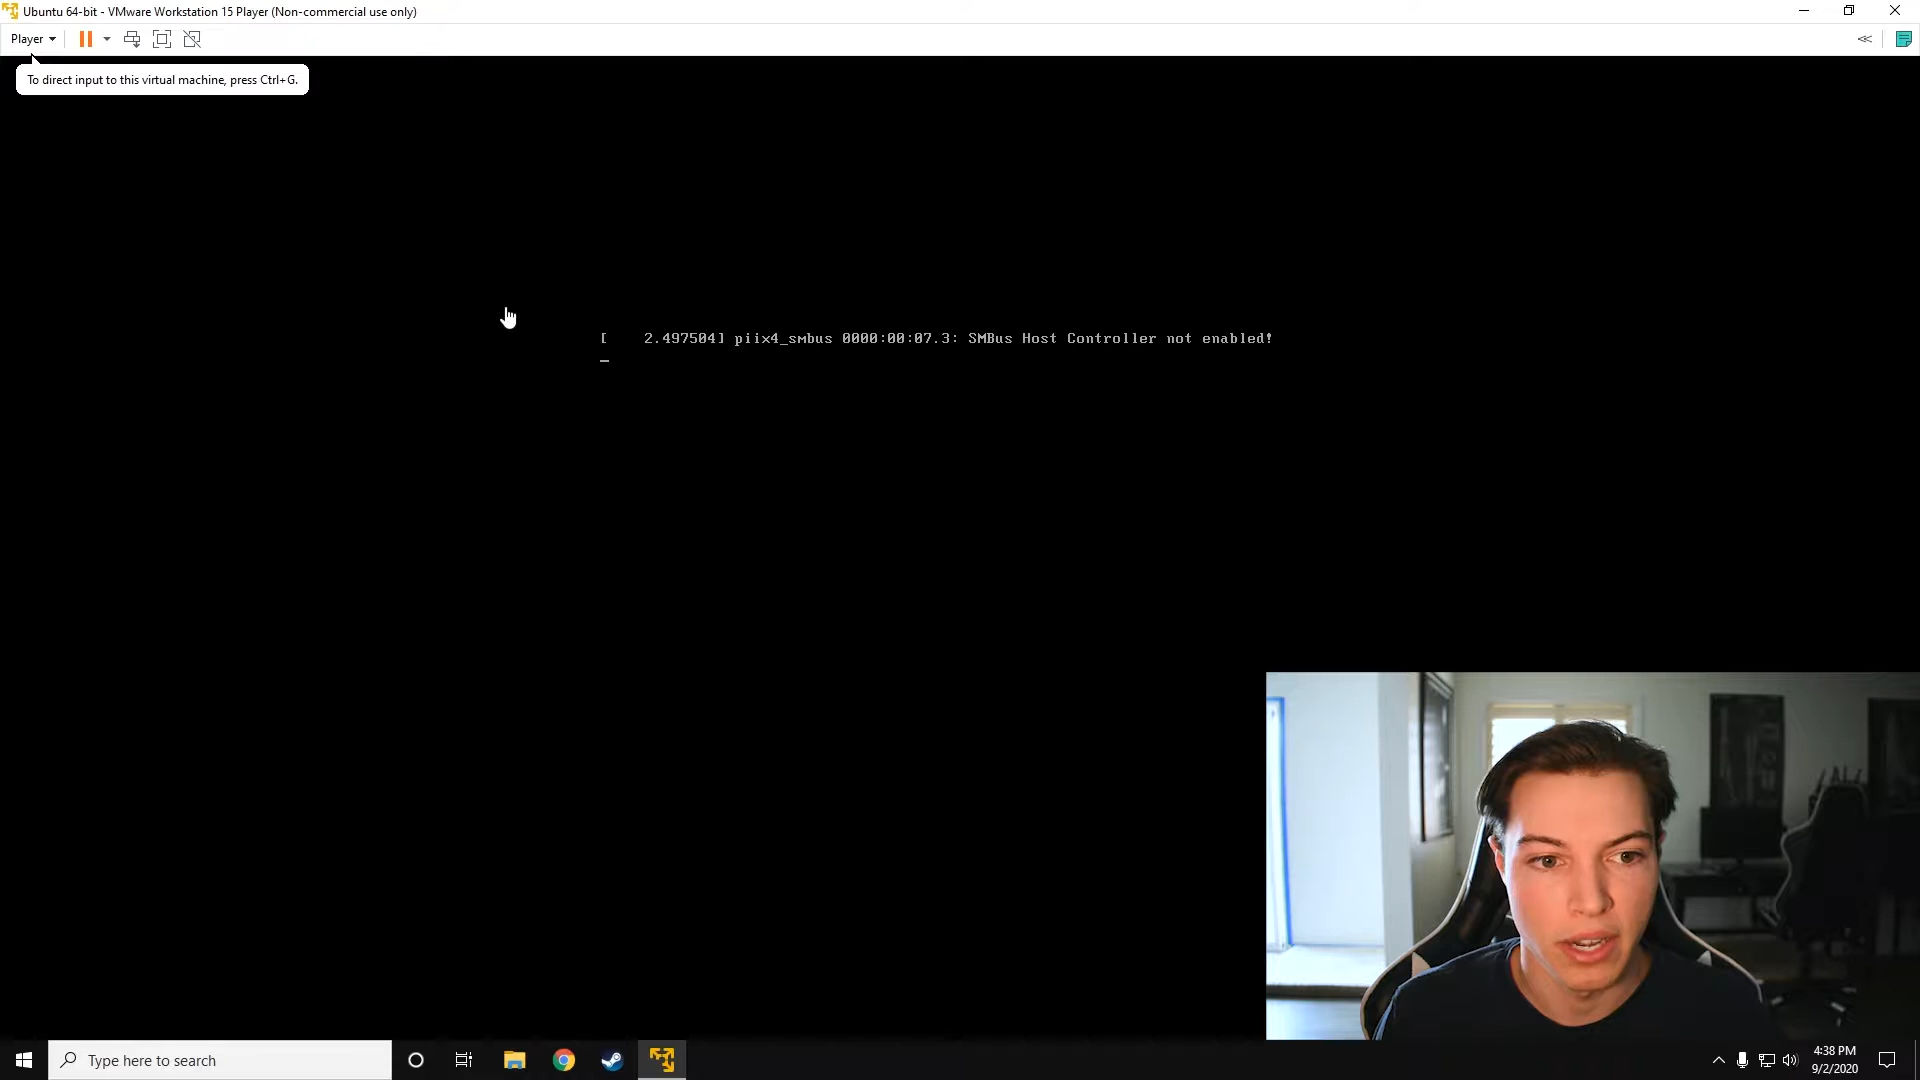 Ubuntu 64-bit - VMware Workstation 15 Player (Non-commercial use only)
Player
To direct input to this virtual machine, press Ctrl+G.
[    2.497504] piix4_smbus 0000:00:07.3: SMBus Host Controller not enabled!
Type here to search
4:38 PM
9/2/2020